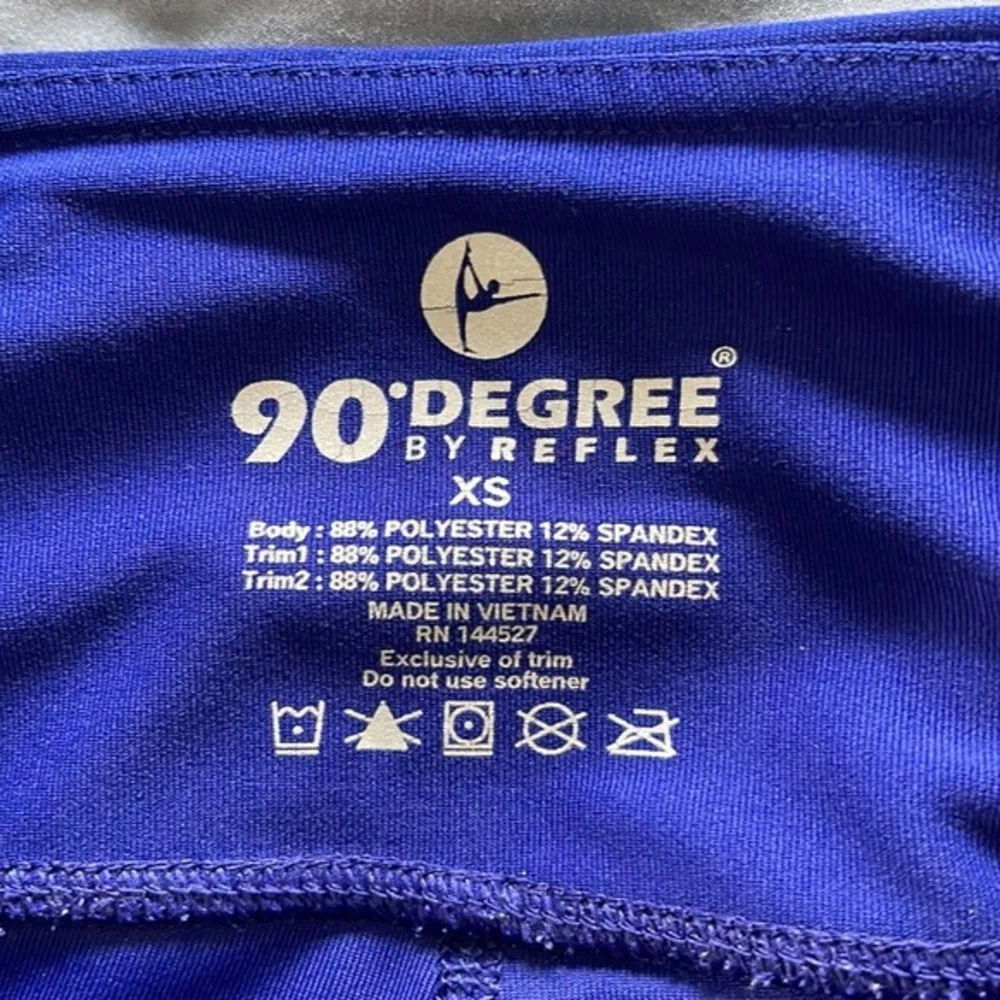 90°DEGREE®
BY REFLEX
XS
Body : 88% POLYESTER 12% SPANDEX
Trim1 : 88% POLYESTER 12% SPANDEX
Trim2 : 88% POLYESTER 12% SPANDEX
MADE IN VIETNAM
RN 144527
Exclusive of trim
Do not use softener